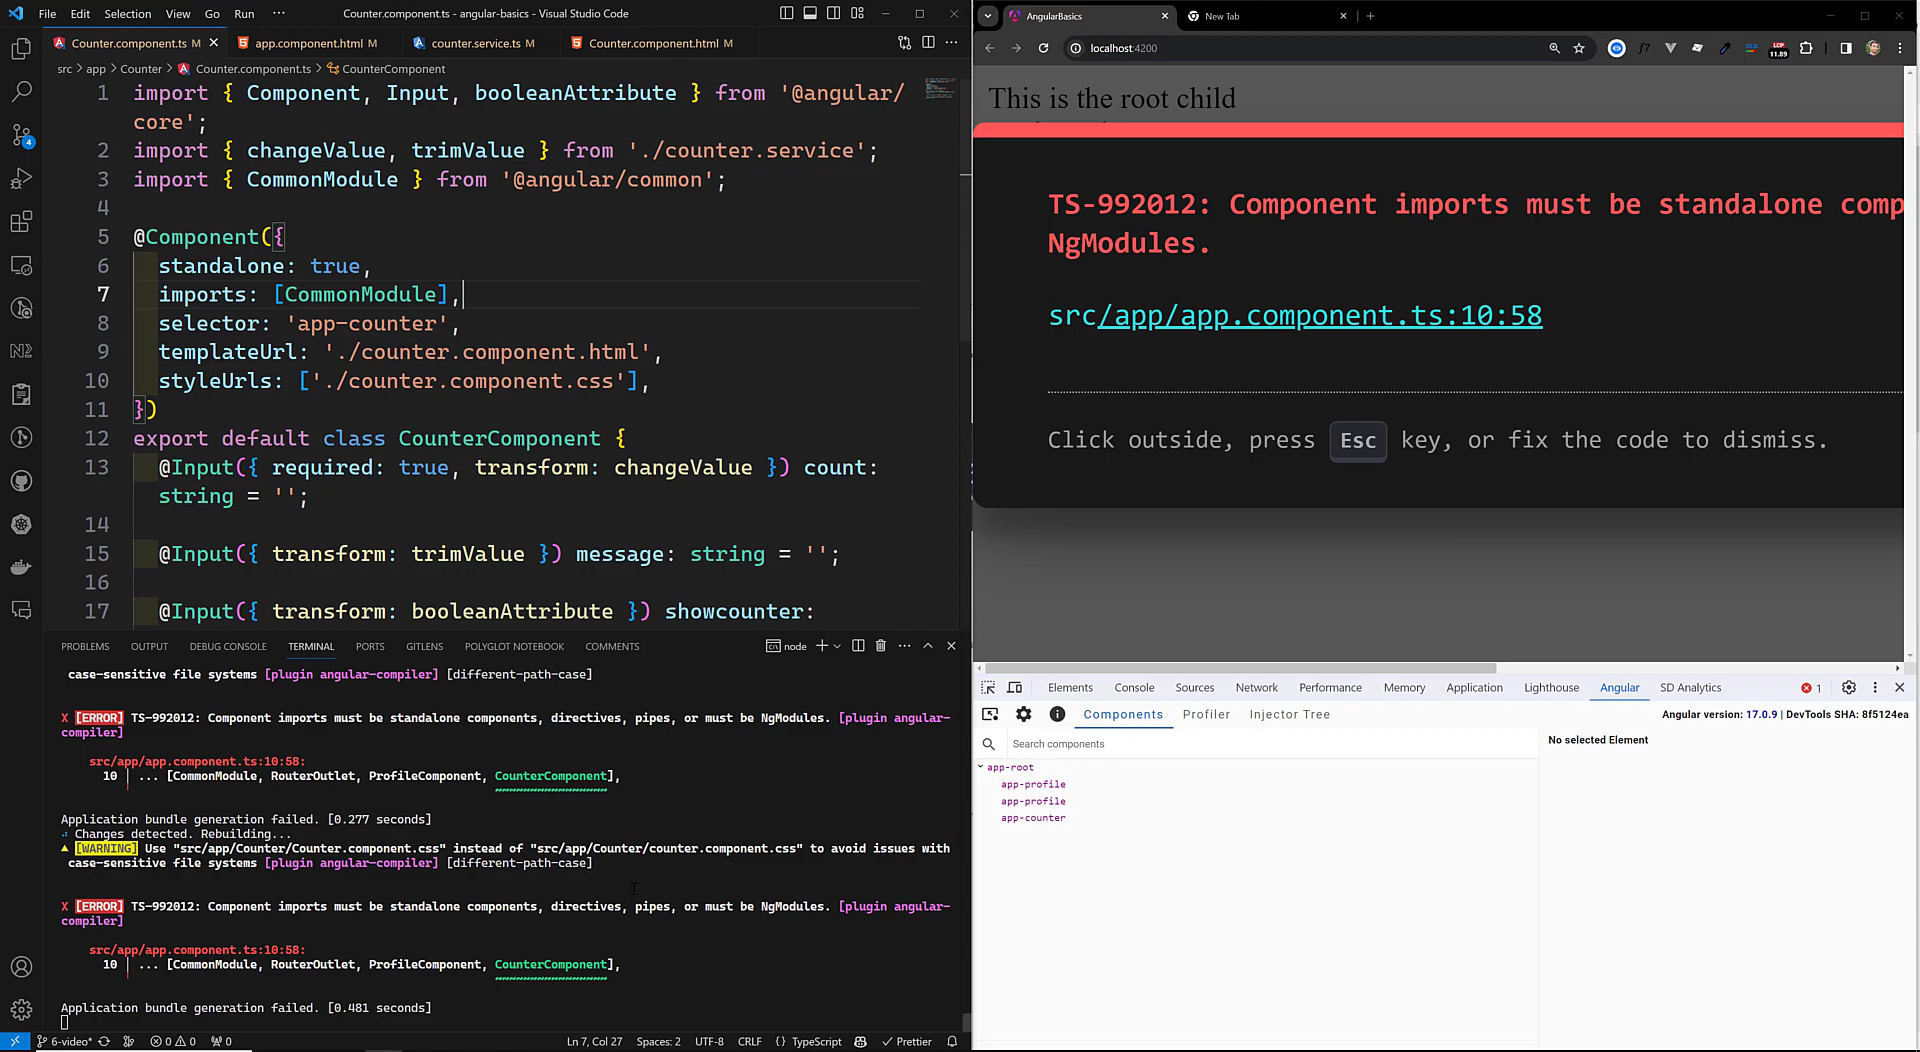 File Edit Selection View Go Run ··· Counter.component.ts - angular-basics - Visual Studio Code
Counter.component.ts M app.component.html M counter.service.ts M Counter.component.html M
src > app > Counter > Counter.component.ts > CounterComponent
1 import { Component, Input, booleanAttribute } from '@angular/
core';
2 import { changeValue, trimValue } from './counter.service';
3 import { CommonModule } from '@angular/common';
4
5 @Component({
6 standalone: true,
7 imports: [CommonModule],
8 selector: 'app-counter',
9 templateUrl: './counter.component.html',
10 styleUrls: ['./counter.component.css'],
11 })
12 export default class CounterComponent {
13 @Input({ required: true, transform: changeValue }) count:
string = '';
14
15 @Input({ transform: trimValue }) message: string = '';
16
17 @Input({ transform: booleanAttribute }) showcounter:
4
N2
PROBLEMS OUTPUT DEBUG CONSOLE TERMINAL PORTS GITLENS POLYGLOT NOTEBOOK COMMENTS node
case-sensitive file systems [plugin angular-compiler] [different-path-case]
X [ERROR] TS-992012: Component imports must be standalone components, directives, pipes, or must be NgModules. [plugin angular-
compiler]
src/app/app.component.ts:10:58:
10 │ ... [CommonModule, RouterOutlet, ProfileComponent, CounterComponent],
~~~~~~~~~~~~~~~~
Application bundle generation failed. [0.277 seconds]
Changes detected. Rebuilding...
▲ [WARNING] Use "src/app/Counter/Counter.component.css" instead of "src/app/Counter/counter.component.css" to avoid issues with
case-sensitive file systems [plugin angular-compiler] [different-path-case]
X [ERROR] TS-992012: Component imports must be standalone components, directives, pipes, or must be NgModules. [plugin angular-
compiler]
src/app/app.component.ts:10:58:
10 │ ... [CommonModule, RouterOutlet, ProfileComponent, CounterComponent],
~~~~~~~~~~~~~~~~
Application bundle generation failed. [0.481 seconds]
6-video* 0 0 0 Ln 7, Col 27 Spaces: 2 UTF-8 CRLF { } TypeScript Prettier
AngularBasics New Tab
localhost:4200
f? CLS LCP 11.89
This is the root child
TS-992012: Component imports must be standalone comp
NgModules.
src/app/app.component.ts:10:58
Click outside, press Esc key, or fix the code to dismiss.
Elements Console Sources Network Performance Memory Application Lighthouse Angular SD Analytics 1
Components Profiler Injector Tree Angular version: 17.0.9 | DevTools SHA: 8f5124ea
Search components
No selected Element
app-root
app-profile
app-profile
app-counter